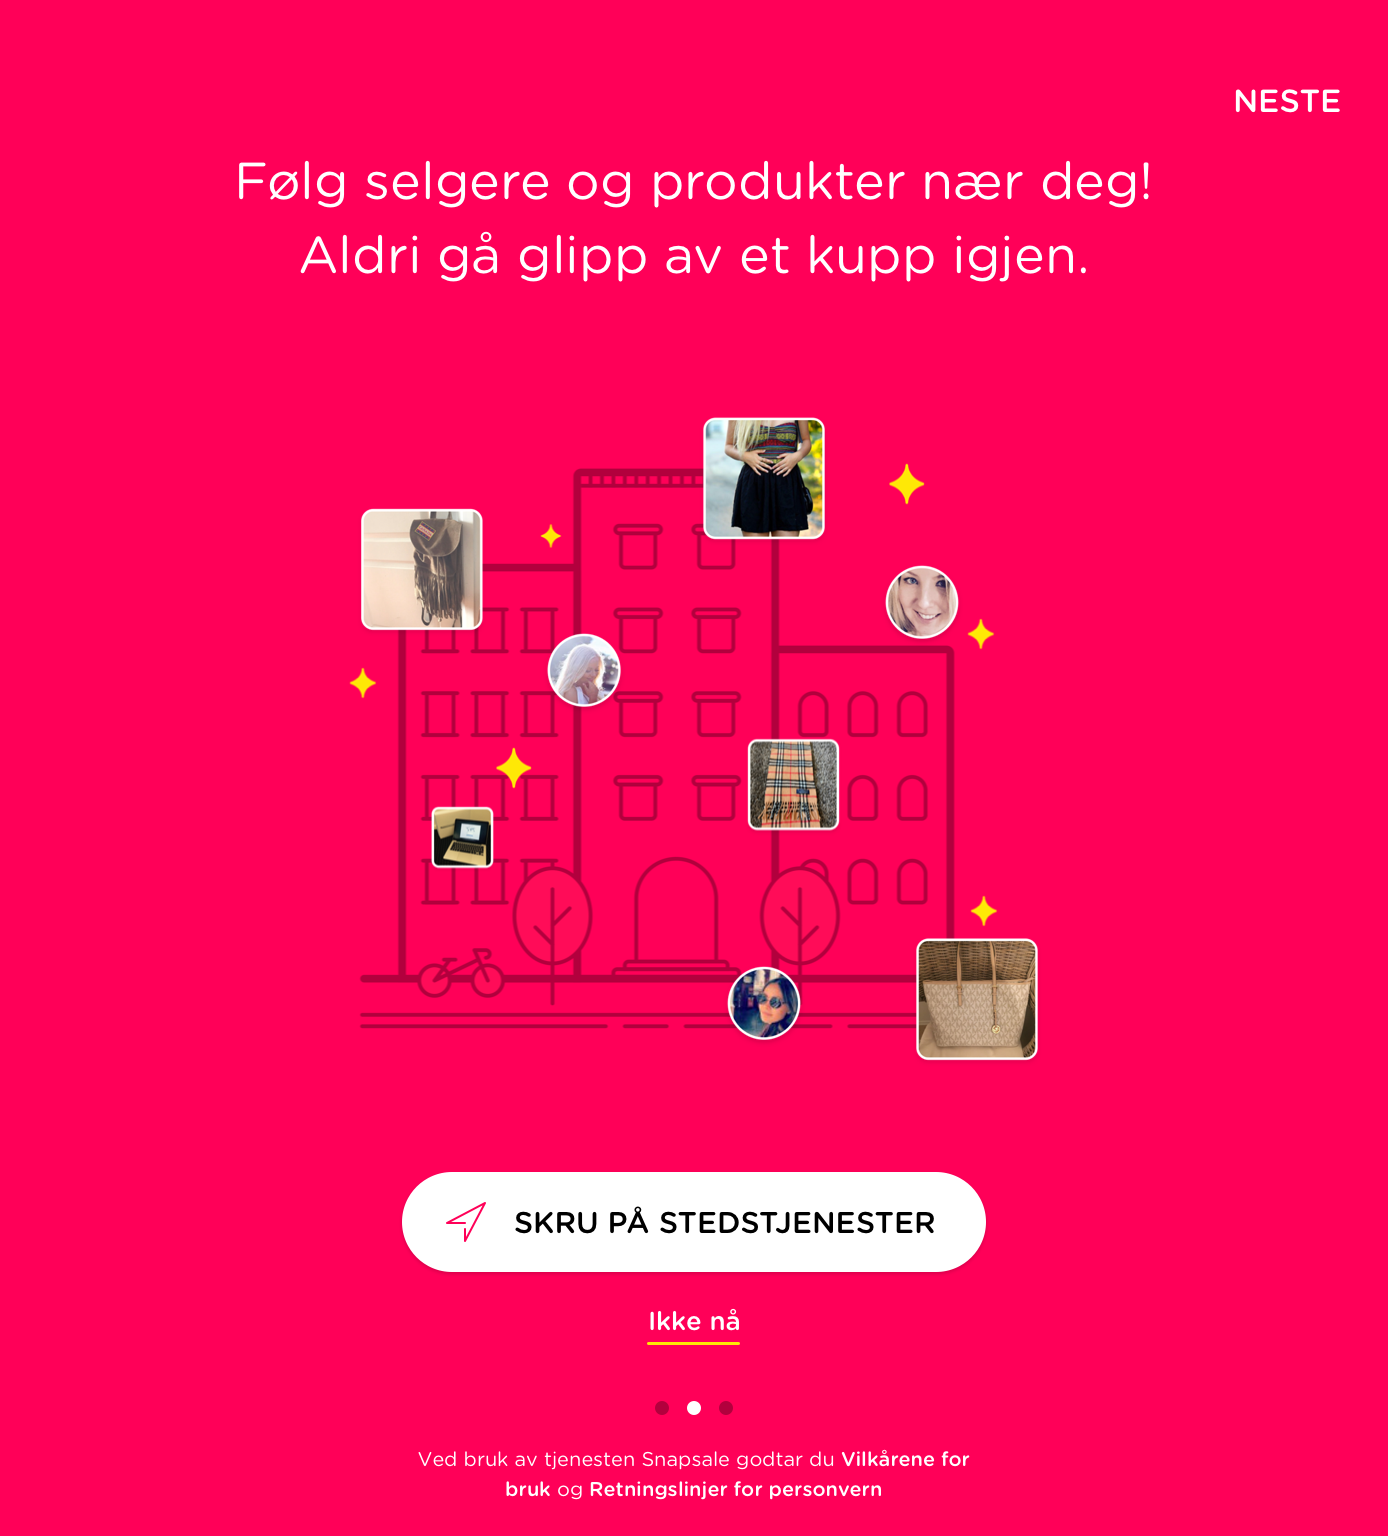 NESTE
Følg selgere og produkter nær deg!
Aldri gå glipp av et kupp igjen.
SKRU PÅ STEDSTJENESTER
Ikke nå
Ved bruk av tjenesten Snapsale godtar du Vilkårene for
bruk og Retningslinjer for personvern